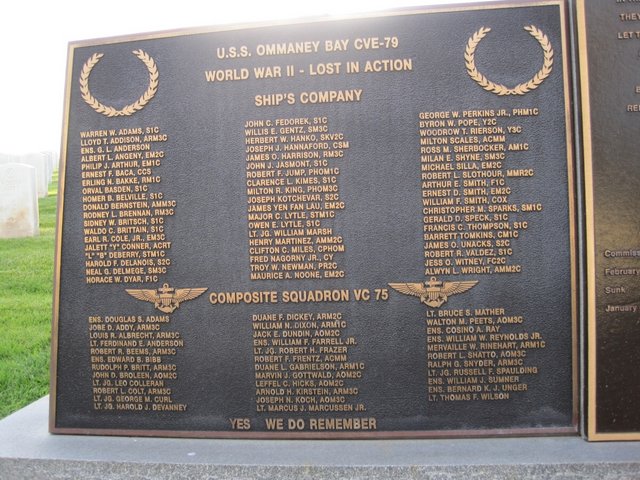 U.S.S. OMMANEY BAY CVE-79
WORLD WAR II - LOST IN ACTION
SHIP'S COMPANY
WARREN W. ADAMS, S1C
LLOYD T. ADDISON, ARM3C
ENS. G. L. ANDERSON
ALBERT L. ANGENY, EM2C
PHILIP J. ARTHUR, EM1C
ERNEST F. BACA, CCS
ERLING N. BAKKE, RM1C
ORVAL BASDEN, S1C
HOMER B. BELVILLE, S1C
DONALD BERNSTEIN, AMM3C
RODNEY L. BRENNAN, RM3C
SIDNEY W. BRITSCH, S1C
WALDO C. BRITTAIN, S1C
EARL R. COLE, JR., EM3C
JALETT "Y" CONNER, ACRT
"L" "B" DEBERRY, STM1C
HAROLD F. DELANOIS, S2C
NEAL G. DELMEGE, SM3C
HORACE W. DYAR, F1C
JOHN C. FEDOREK, S1C
WILLIS E. GENTZ, SM3C
HERBERT W. HANKO, SKV2C
JOSEPH J. HANNAFORD, CSM
JAMES O. HARRISON, RM3C
JOHN J. JASMONT, S1C
ROBERT F. JUMP, PHOM1C
CLARENCE L. KIMES, S1C
MILTON R. KING, PHOM3C
JOSEPH KOTCHEVAR, S2C
JAMES YEN FAN LAU, EM2C
MAJOR C. LYTLE, STM1C
OWEN E. LYTLE, S1C
LT. JG. WILLIAM MARSH
HENRY MARTINEZ, AMM2C
CLIFTON C. MILES, CPHOM
FRED NAGORNY JR., CY
TROY W. NEWMAN, PR2C
MAURICE A. NOONE, EM2C
GEORGE W. PERKINS JR., PHM1C
BYRON W. POPE, Y2C
WOODROW T. RIERSON, Y3C
MILTON SCALES, ACMM
ROSS M. SHERBOCKER, AM1C
MILAN E. SHYNE, SM3C
MICHAEL SILLA, EM2C
ROBERT L. SLOTHOUR, MMR2C
ARTHUR E. SMITH, F1C
ERNEST D. SMITH, EM2C
WILLIAM F. SMITH, COX
CHRISTOPHER M. SPARKS, SM1C
GERALD D. SPECK, S1C
FRANCIS C. THOMPSON, S1C
BARRETT TOMKINS, CM1C
JAMES O. UNACKS, S2C
ROBERT R. VALDEZ, S1C
JESS O. WITNEY, FC2C
ALWYN L. WRIGHT, AMM2C
COMPOSITE SQUADRON VC 75
ENS. DOUGLAS S. ADAMS
JOBE D. ADDY, ARM3C
LOUIS R. ALBRECHT, ARM3C
LT. FERDINAND E. ANDERSON
ROBERT R. BEEMS, ARM3C
ENS. EDWARD B. BIBB
RUDOLPH P. BRITT, ARM3C
JOHN D. BROLEEN, AOM2C
LT. JG. LEO COLLERAN
ROBERT L. COLT, ARM3C
LT. JG. GEORGE M. CURL
LT. JG. HAROLD J. DEVANNEY
DUANE F. DICKEY, ARM2C
WILLIAM N. DIXON, ARM1C
JACK E. DUNDIN, AOM2C
ENS. WILLIAM F. FARRELL JR.
LT. JG. ROBERT H. FRAZER
ROBERT F. FRENTZ, ACMM
DUANE L. GABRIELSON, ARM1C
MARVIN J. GOTTWALD, AOM2C
LEFFEL C. HICKS, AOM2C
ARNOLD H. KIRSTEIN, ARM3C
JOSEPH N. KOCH, AOM3C
LT. MARCUS J. MARCUSSEN JR.
LT. BRUCE S. MATHER
WALTON M. PEETS, AOM3C
ENS. COSINO A. RAY
ENS. WILLIAM W. REYNOLDS JR.
MERVAILLE W. RINEHART, ARM1C
ROBERT L. SHATTO, AOM3C
RALPH G. SNYDER, ARM3C
LT. JG. RUSSELL F. SPAULDING
ENS. WILLIAM J. SUMNER
ENS. BERNARD K. J. UNGER
LT. THOMAS F. WILSON
YES WE DO REMEMBER
THEY
LET T
Februar
Sunk
January